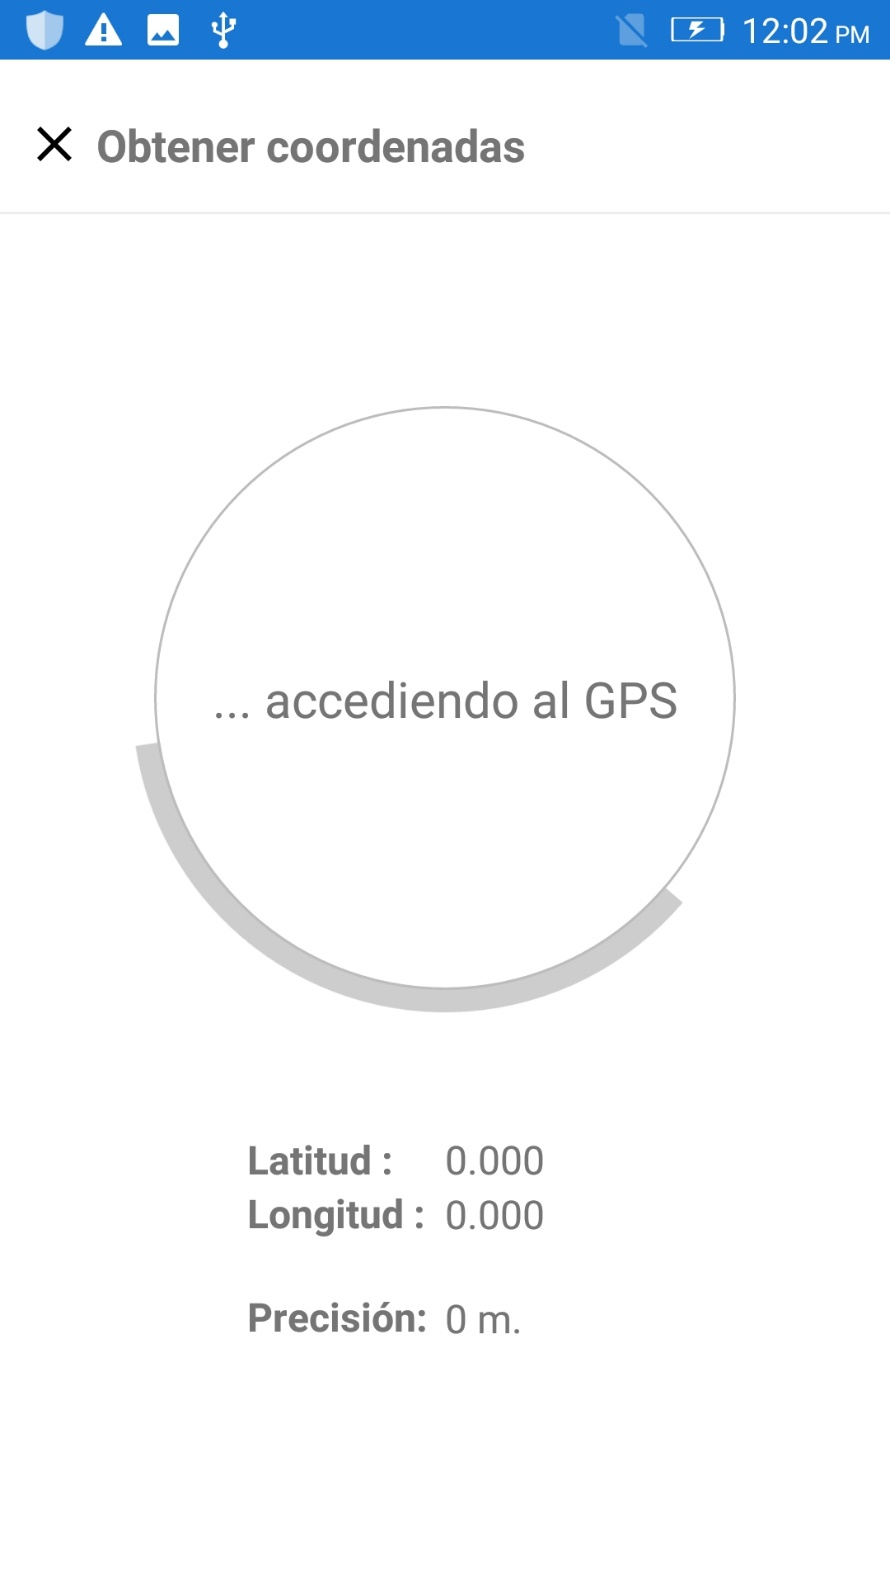 12:02 PM
Obtener coordenadas
... accediendo al GPS
Latitud : 0.000
Longitud : 0.000
Precisión: 0 m.